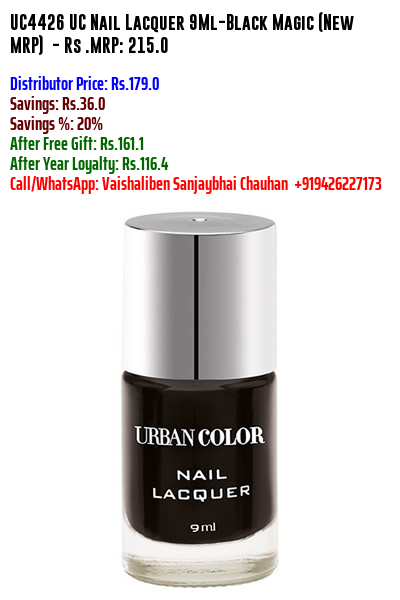 UC4426 UC Nail Lacquer 9Ml-Black Magic (New
MRP)  - Rs .MRP: 215.0
Distributor Price: Rs.179.0
Savings: Rs.36.0
Savings %: 20%
After Free Gift: Rs.161.1
After Year Loyalty: Rs.116.4
Call/WhatsApp: Vaishaliben Sanjaybhai Chauhan  +919426227173
URBAN COLOR
NAIL
LACQUER
9ml